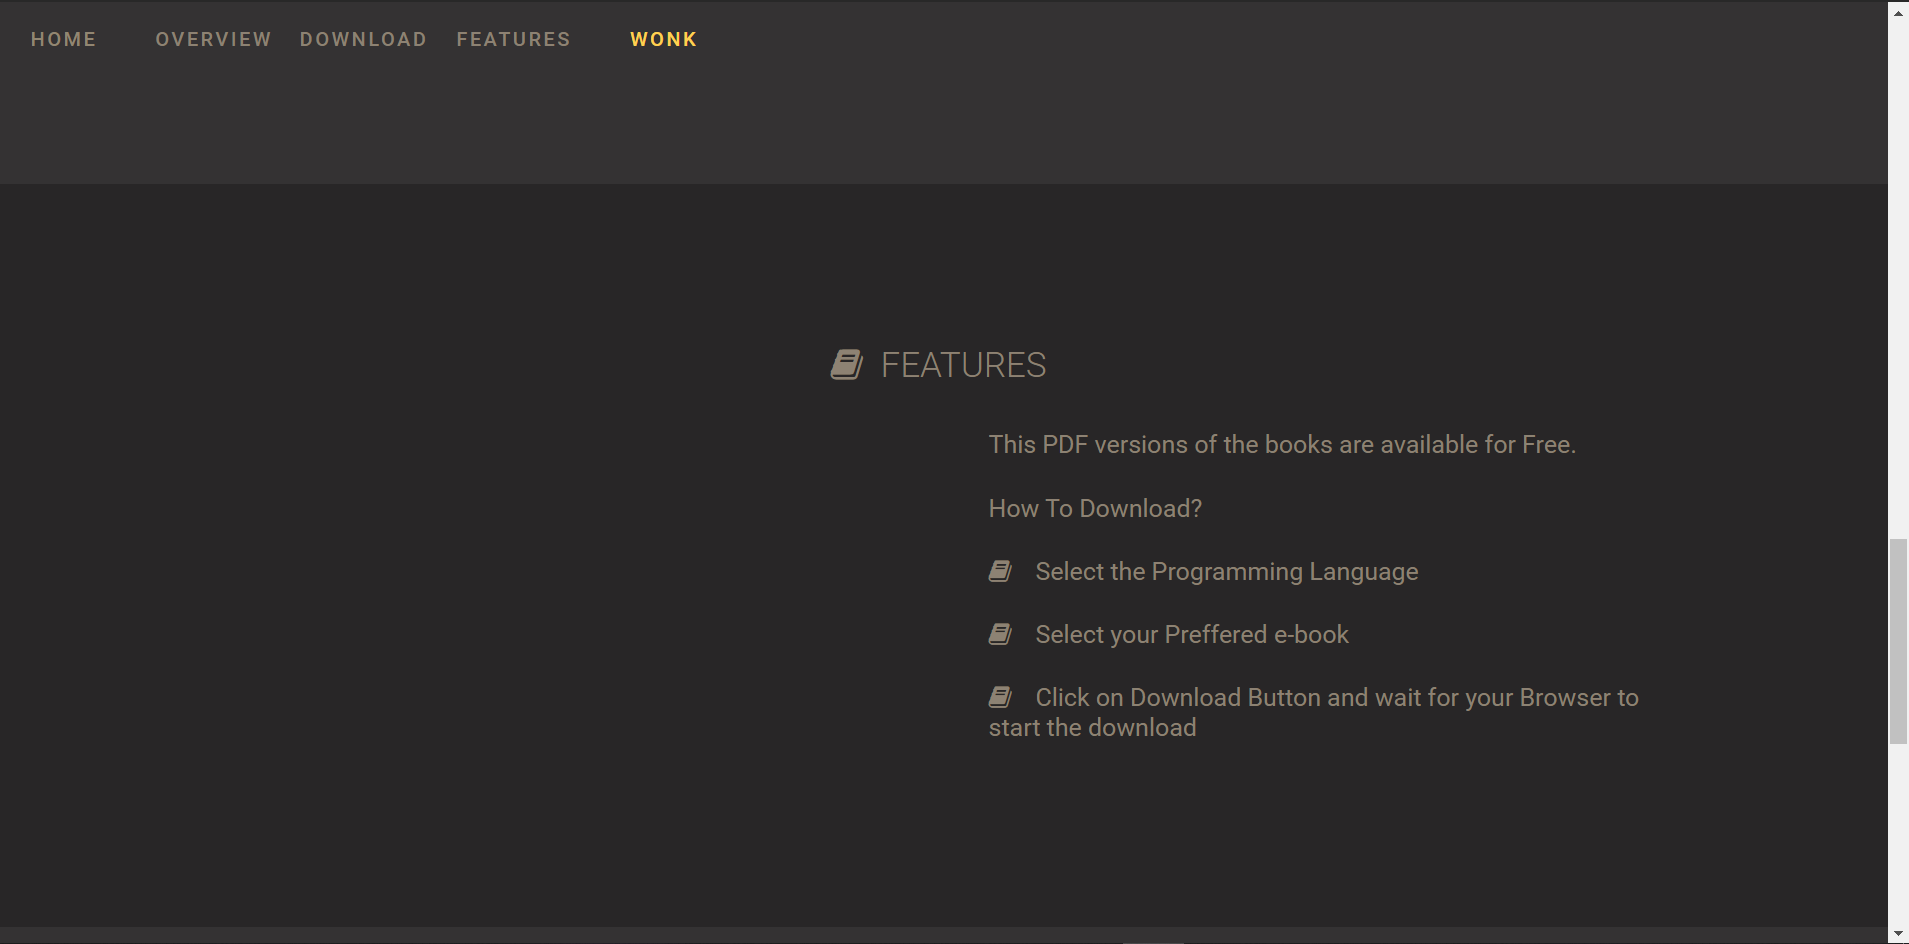 HOME OVERVIEW DOWNLOAD FEATURES WONK
FEATURES
This PDF versions of the books are available for Free.
How To Download?
Select the Programming Language
Select your Preffered e-book
Click on Download Button and wait for your Browser to
start the download